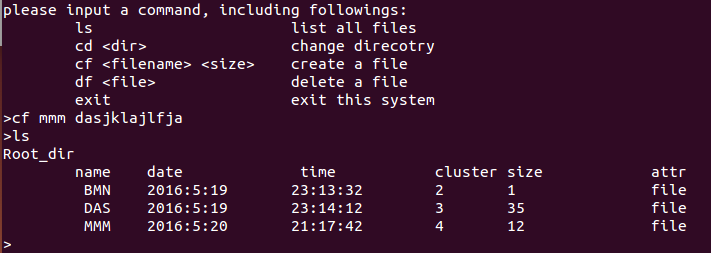 please input a command, including followings:
ls list all files
cd <dir> change direcotry
cf <filename> <size> create a file
df <file> delete a file
exit exit this system
>cf mmm dasjklajlfja
>ls
Root_dir
name date time cluster size attr
BMN 2016:5:19 23:13:32 2 1 file
DAS 2016:5:19 23:14:12 3 35 file
MMM 2016:5:20 21:17:42 4 12 file
>